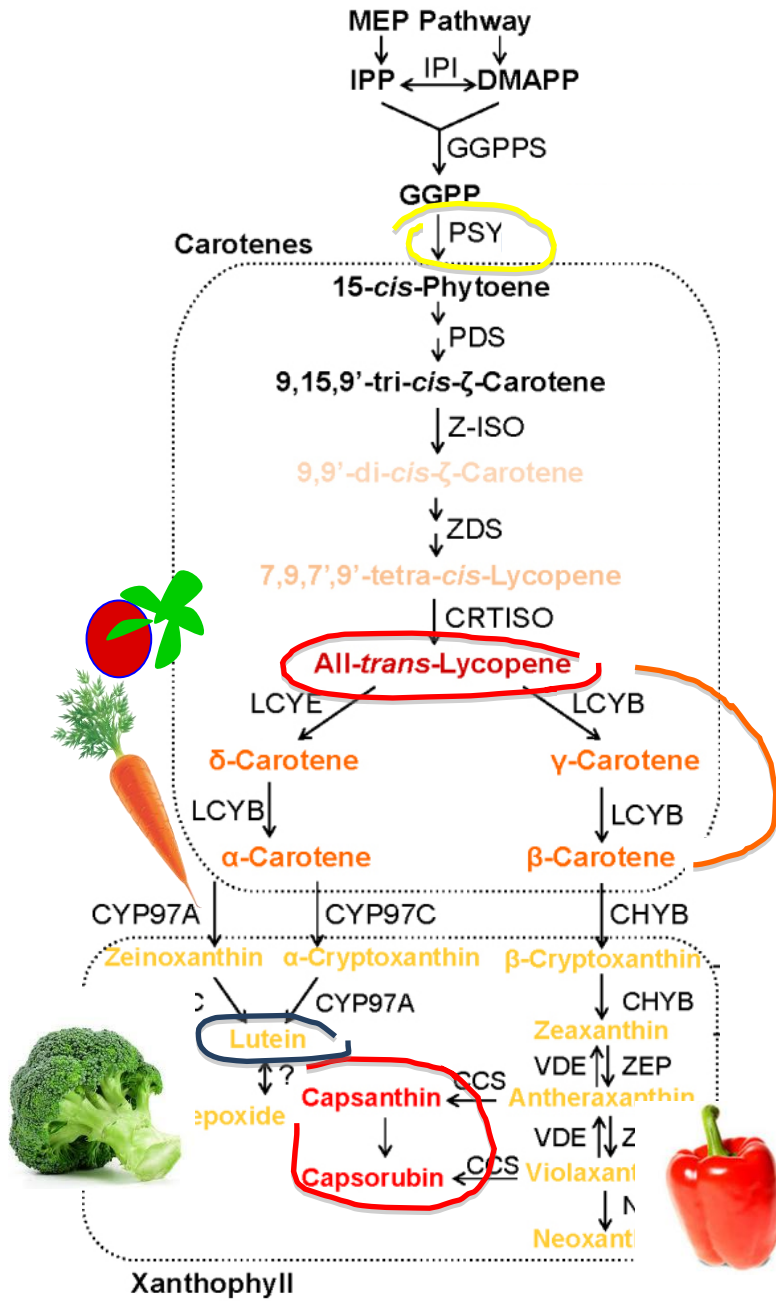 MEP Pathway
IPP IPI DMAPP
GGPPS
GGPP
PSY
Carotenes
15-cis-Phytoene
PDS
9,15,9’-tri-cis-ζ-Carotene
Z-ISO
9,9’-di-cis-ζ-Carotene
ZDS
7,9,7’,9’-tetra-cis-Lycopene
CRTISO
All-trans-Lycopene
LCYE LCYB
δ-Carotene γ-Carotene
LCYB LCYB
α-Carotene β-Carotene
CYP97A CYP97C CHYB
Zeinoxanthin α-Cryptoxanthin β-Cryptoxanthin
C CYP97A CHYB
Lutein Zeaxanthin
? VDE ZEP
epoxide Capsanthin CCS Antheraxanthin
VDE Z
Capsorubin CCS Violaxant
N
Neoxant
Xanthophyll